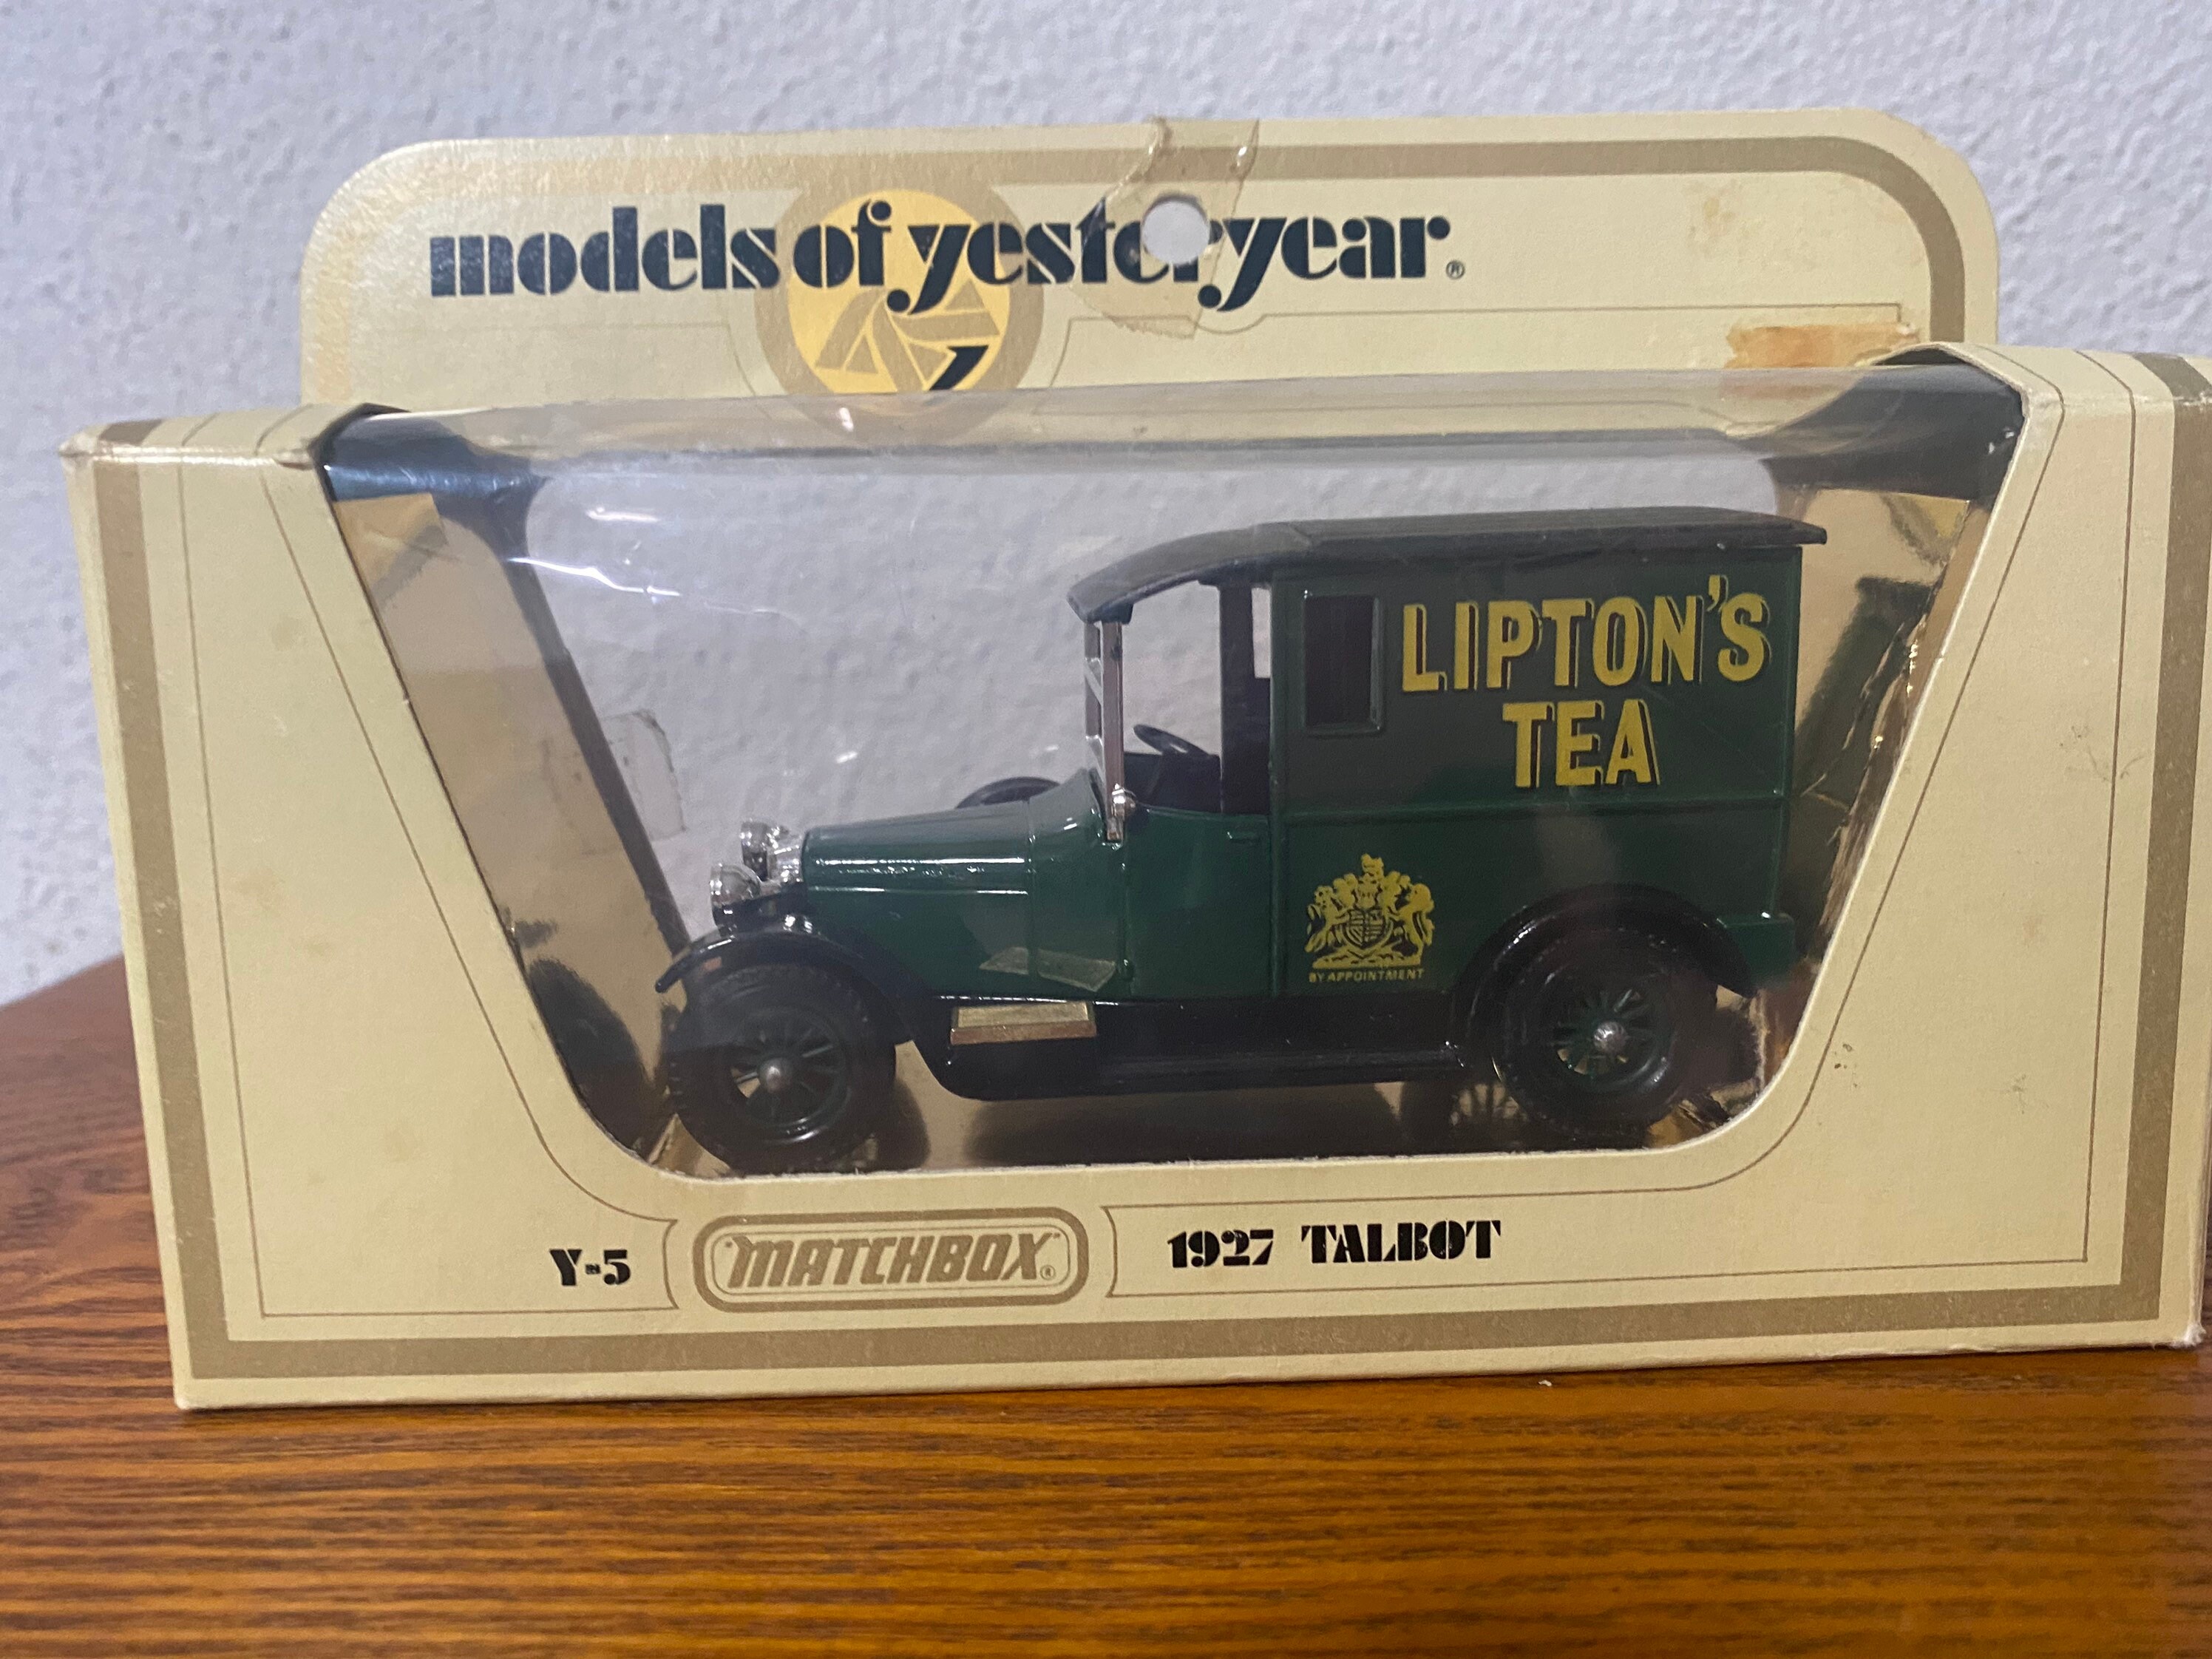 models of yesteryear®
LIPTON'S
TEA
BY APPOINTMENT
Y-5
"MATCHBOX"®
1927 TALBOT